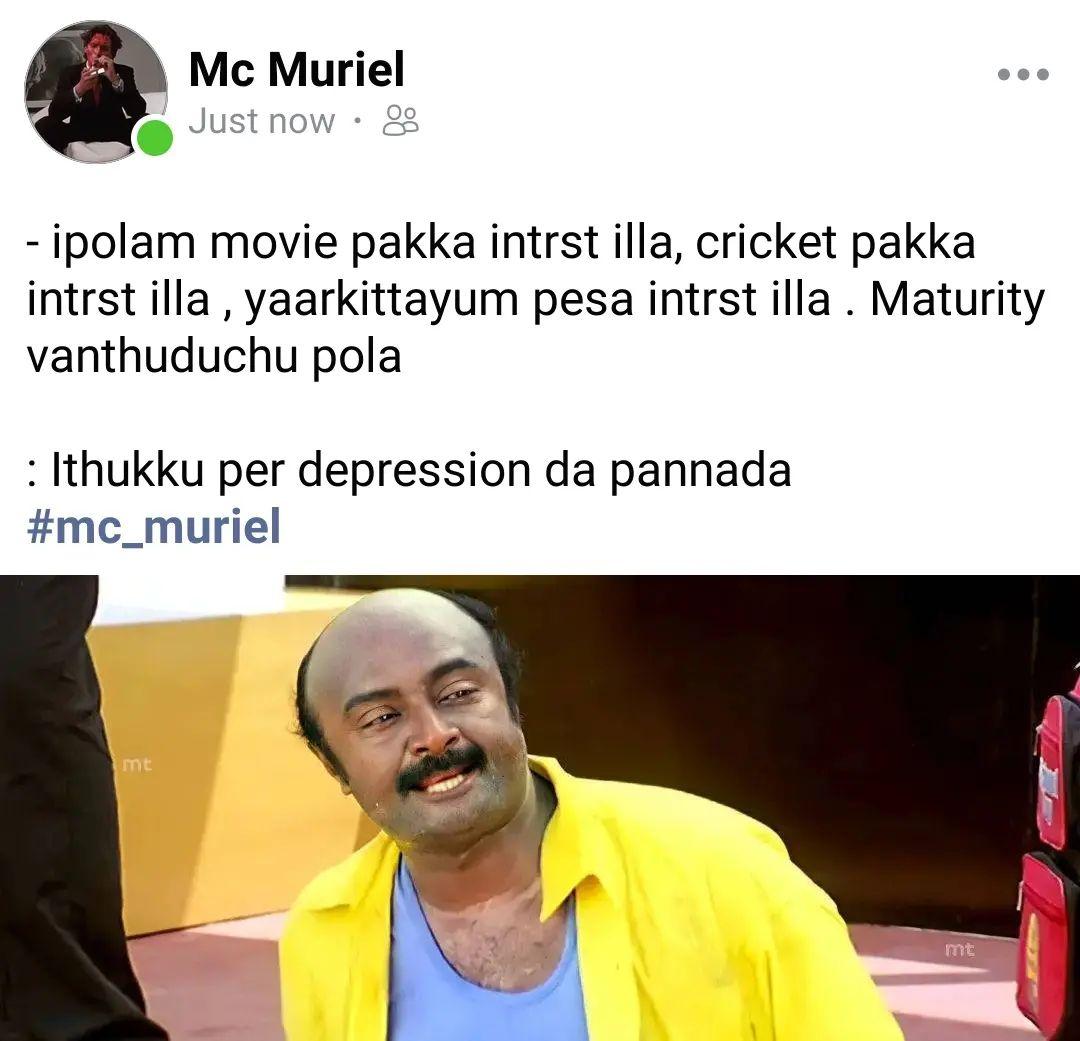 Mc Muriel
Just now ·
- ipolam movie pakka intrst illa, cricket pakka
intrst illa , yaarkittayum pesa intrst illa . Maturity
vanthuduchu pola
: Ithukku per depression da pannada
#mc_muriel
mt
mt